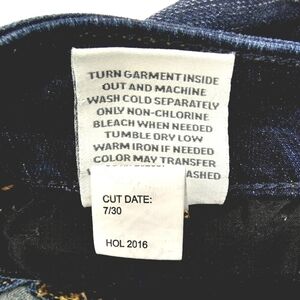 TURN GARMENT INSIDE
OUT AND MACHINE
WASH COLD SEPARATELY
ONLY NON-CHLORINE
BLEACH WHEN NEEDED
TUMBLE DRY LOW
WARM IRON IF NEEDED
COLOR MAY TRANSFER
WASHED
CUT DATE:
7/30
HOL 2016